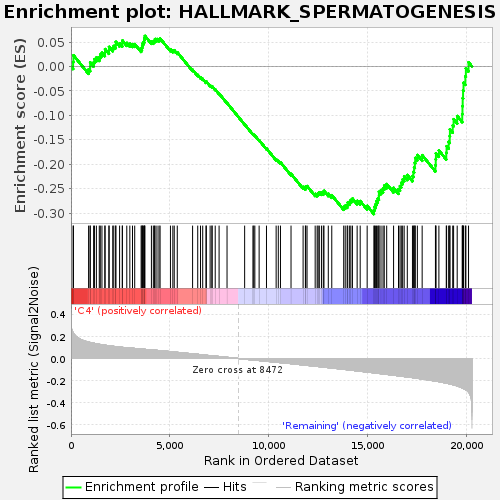 Enrichment plot: HALLMARK_SPERMATOGENESIS
Enrichment score (ES)
0.05
0.00
-0.05
-0.10
-0.15
-0.20
-0.25
-0.30
'C4' (positively correlated)
Ranked list metric (Signal2Noise)
0.4
0.2
0.0
-0.2
-0.4
-0.6
Zero cross at 8472
'Remaining' (negatively correlated)
0
5,000
10,000
15,000
20,000
Rank in Ordered Dataset
Enrichment profile
Hits
Ranking metric scores